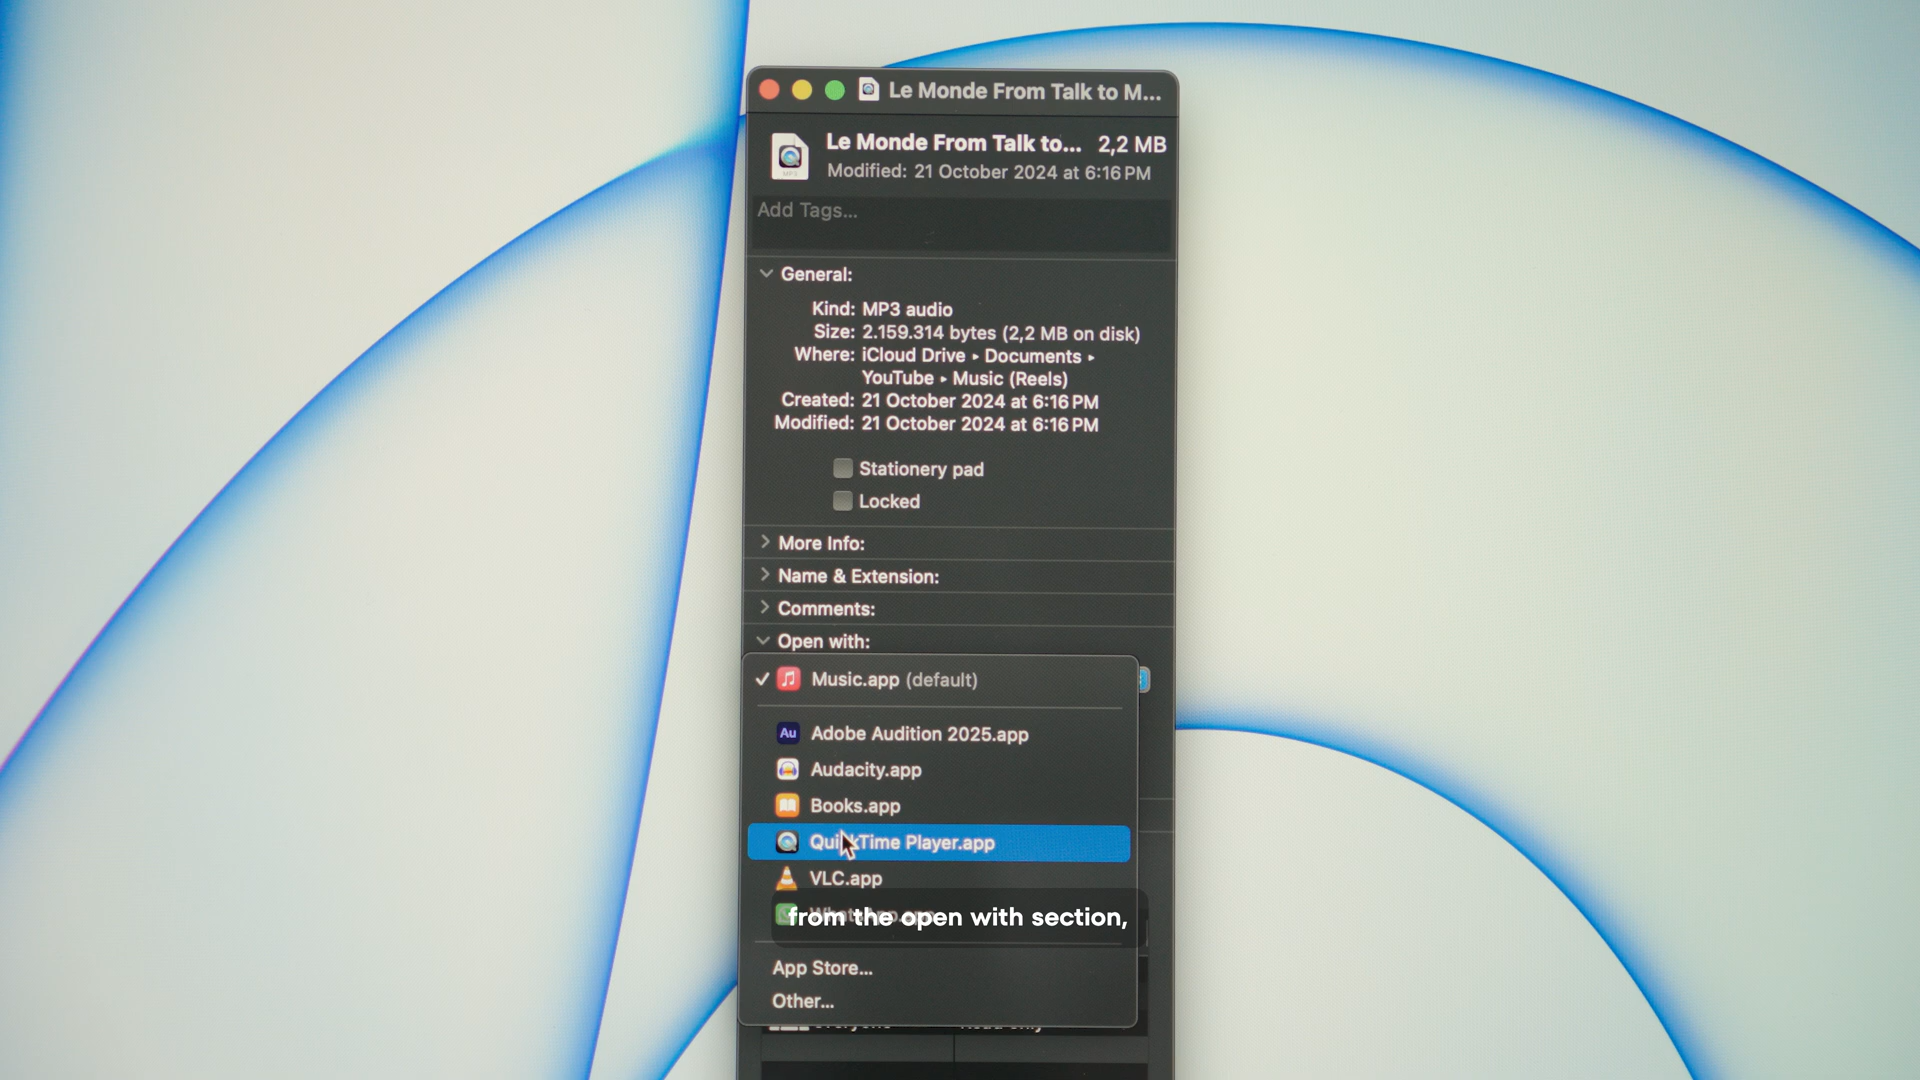 Le Monde From Talk to M...
Le Monde From Talk to... 2,2 MB
Modified: 21 October 2024 at 6:16 PM
MP3
Add Tags...
General:
Kind: MP3 audio
Size: 2.159.314 bytes (2,2 MB on disk)
Where: iCloud Drive ▸ Documents ▸
YouTube ▸ Music (Reels)
Created: 21 October 2024 at 6:16 PM
Modified: 21 October 2024 at 6:16 PM
Stationery pad
Locked
More Info:
Name & Extension:
Comments:
Open with:
✓ Music.app (default)
Au Adobe Audition 2025.app
Audacity.app
Books.app
QuickTime Player.app
VLC.app
WhatsApp.app
from the open with section,
App Store...
Other...